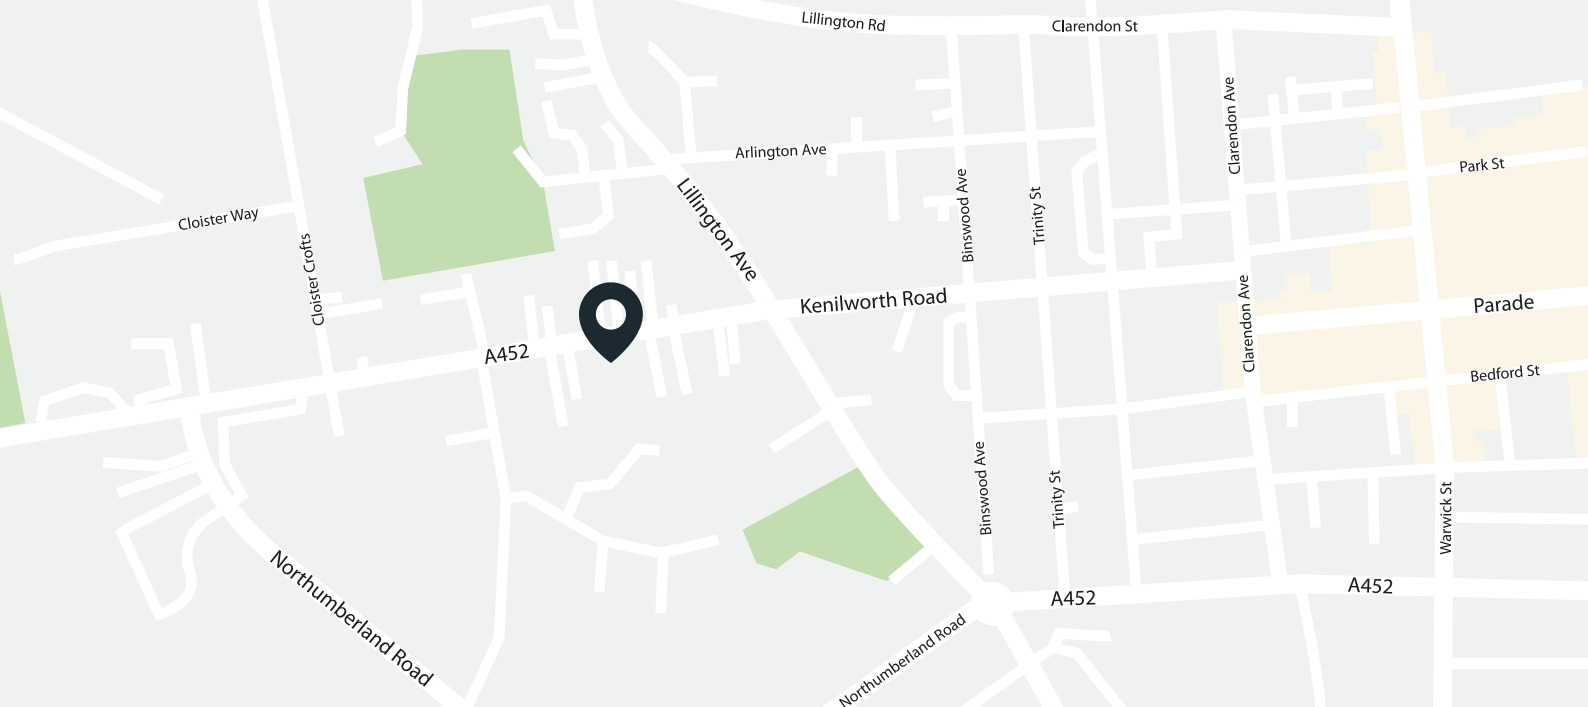 Lillington Rd
Clarendon St
Clarendon Ave
Arlington Ave
Park St
Lillington Ave
Binswood Ave
Trinity St
Cloister Way
Cloister Crofts
Kenilworth Road
Parade
Clarendon Ave
A452
Bedford St
Binswood Ave
Trinity St
Warwick St
Northumberland Road
A452
A452
Northumberland Road